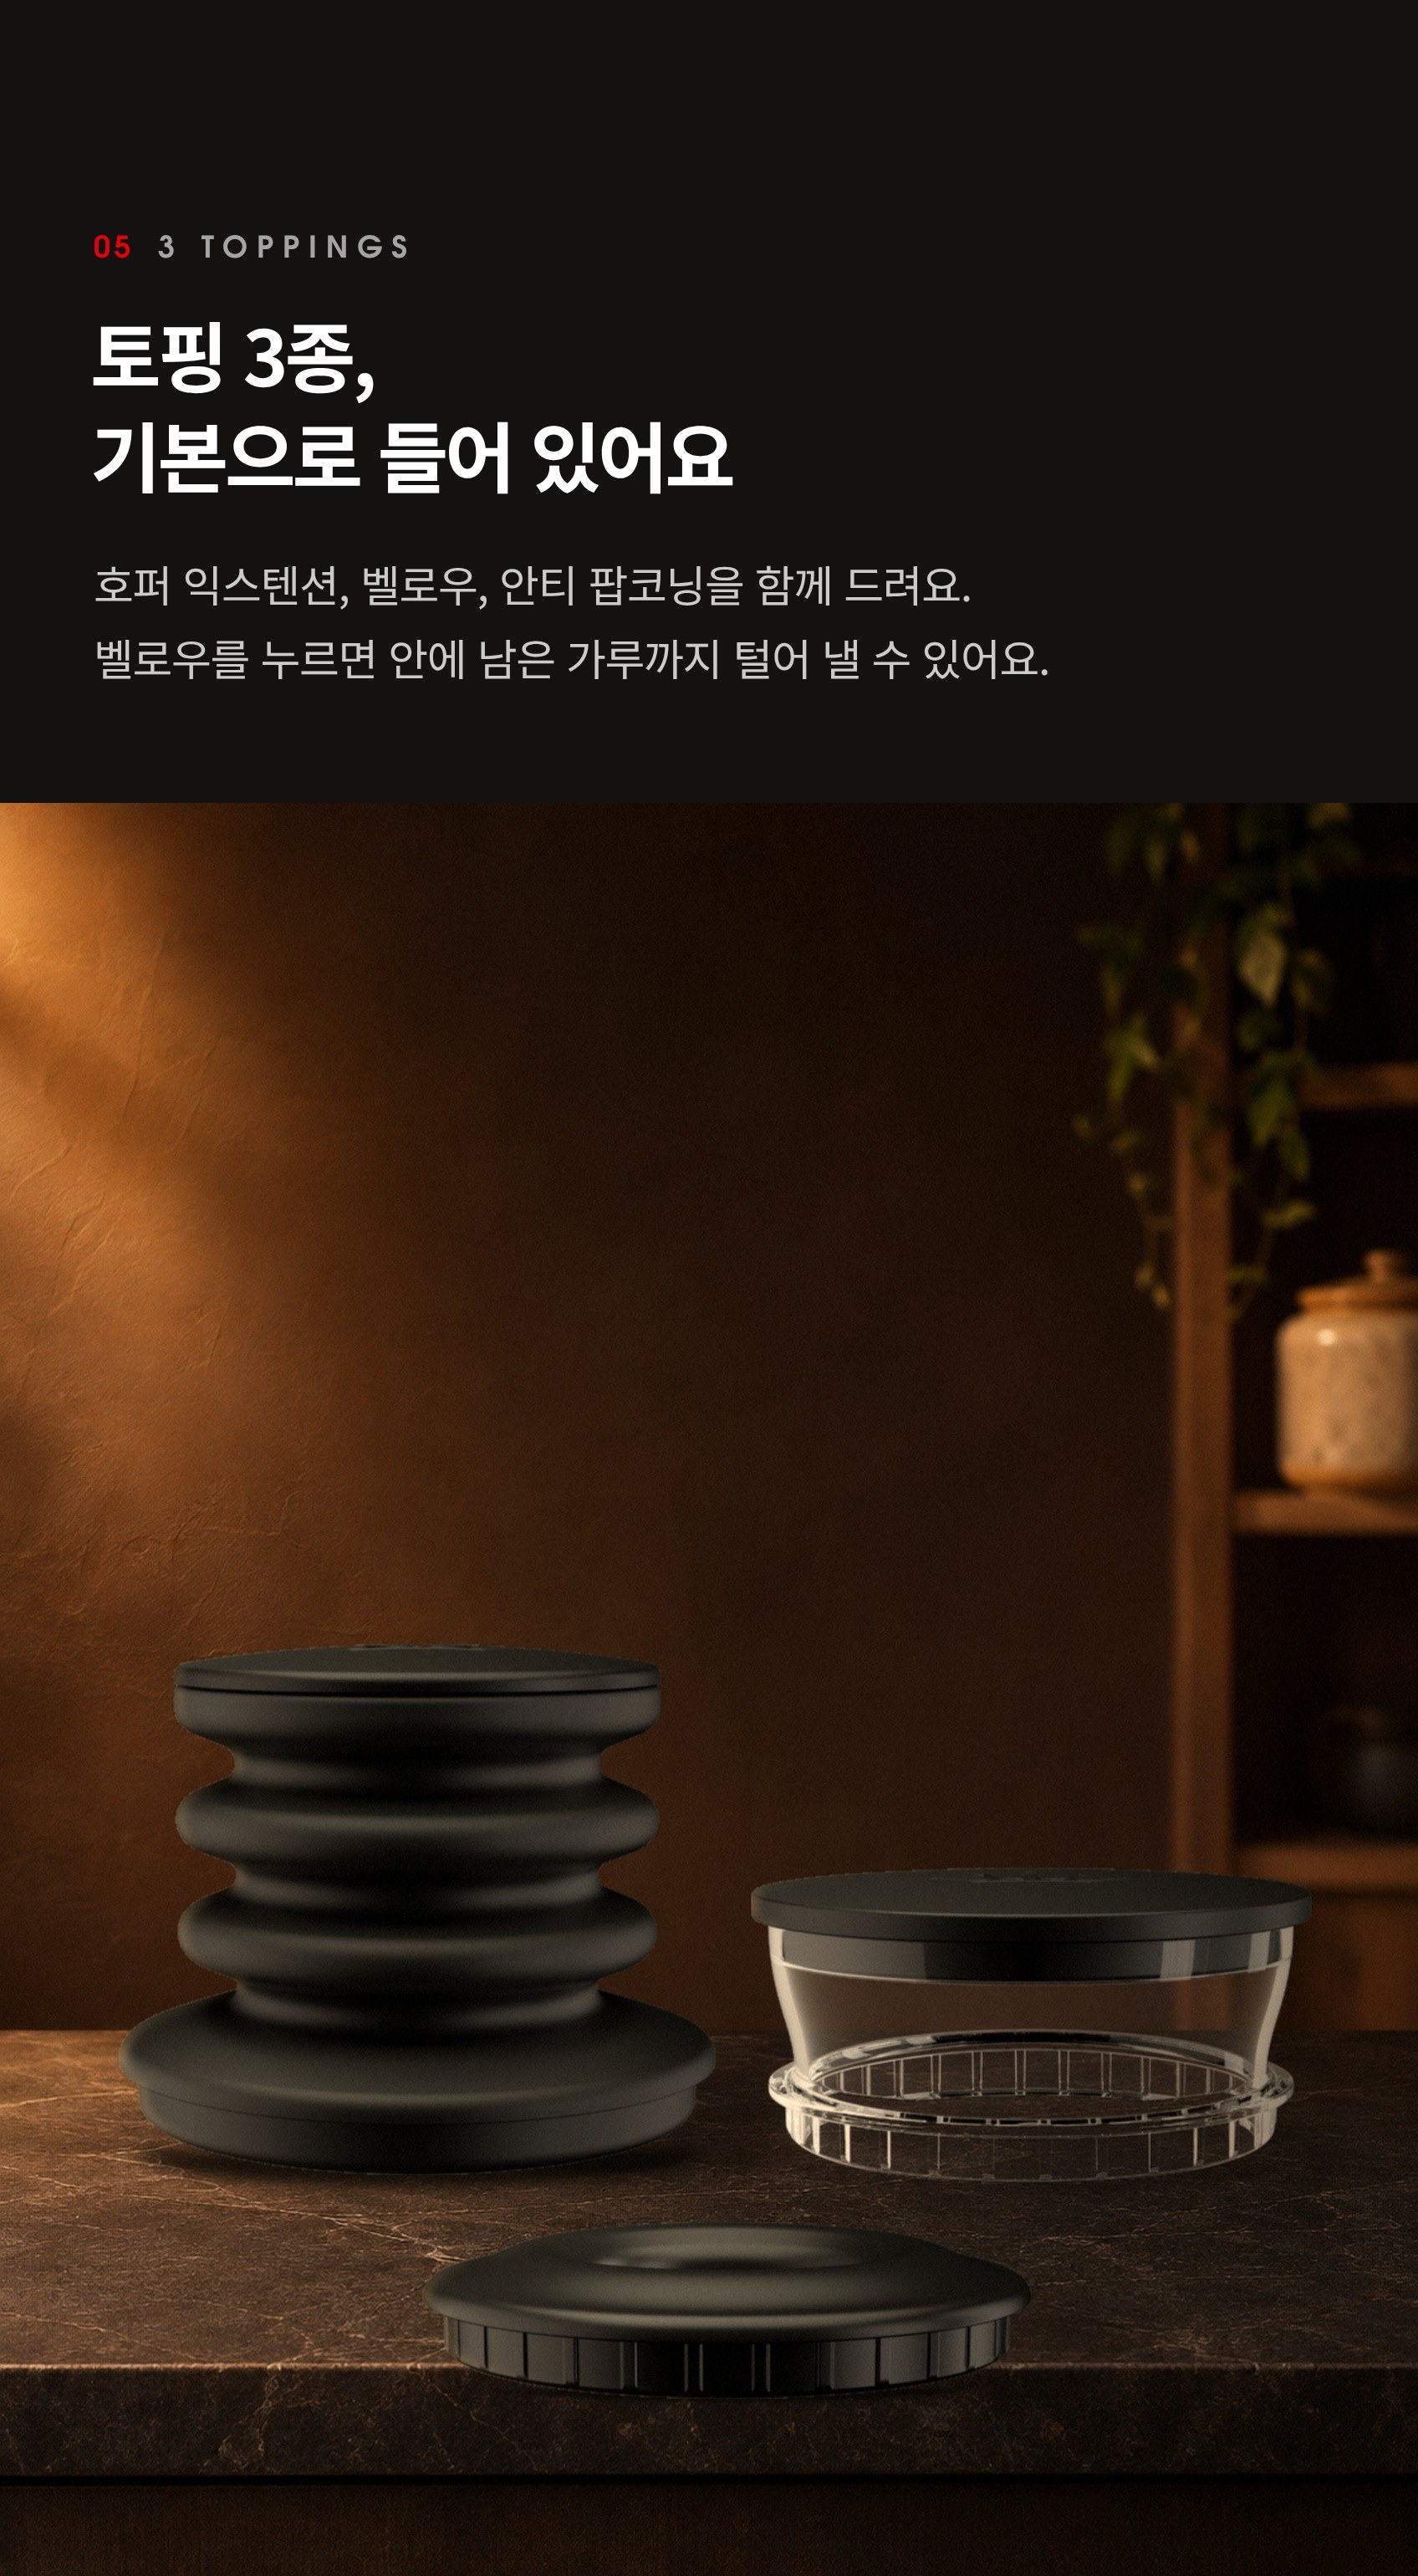 05 3 TOPPINGS
토핑 3종,
기본으로 들어 있어요
호퍼 익스텐션, 벨로우, 안티 팝코닝을 함께 드려요.
벨로우를 누르면 안에 남은 가루까지 털어 낼 수 있어요.